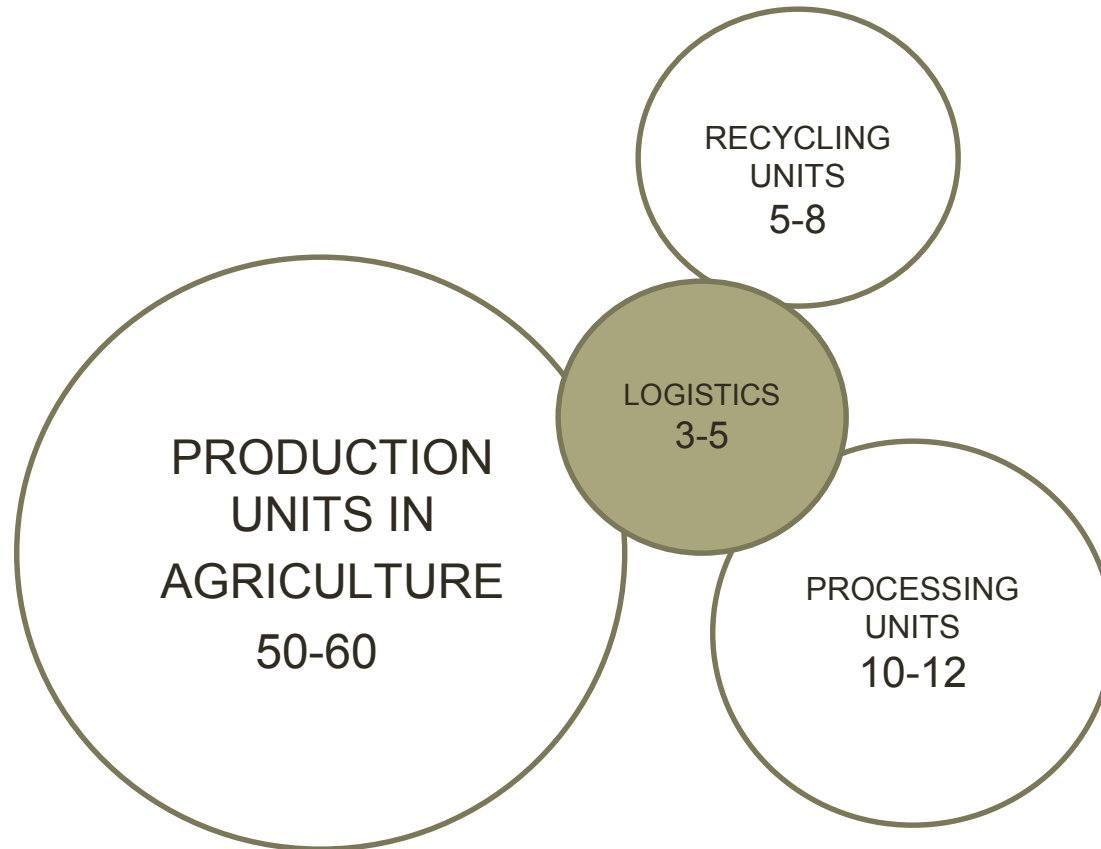 RECYCLING
UNITS
5-8
LOGISTICS
3-5
PRODUCTION
UNITS IN
AGRICULTURE
50-60
PROCESSING
UNITS
10-12